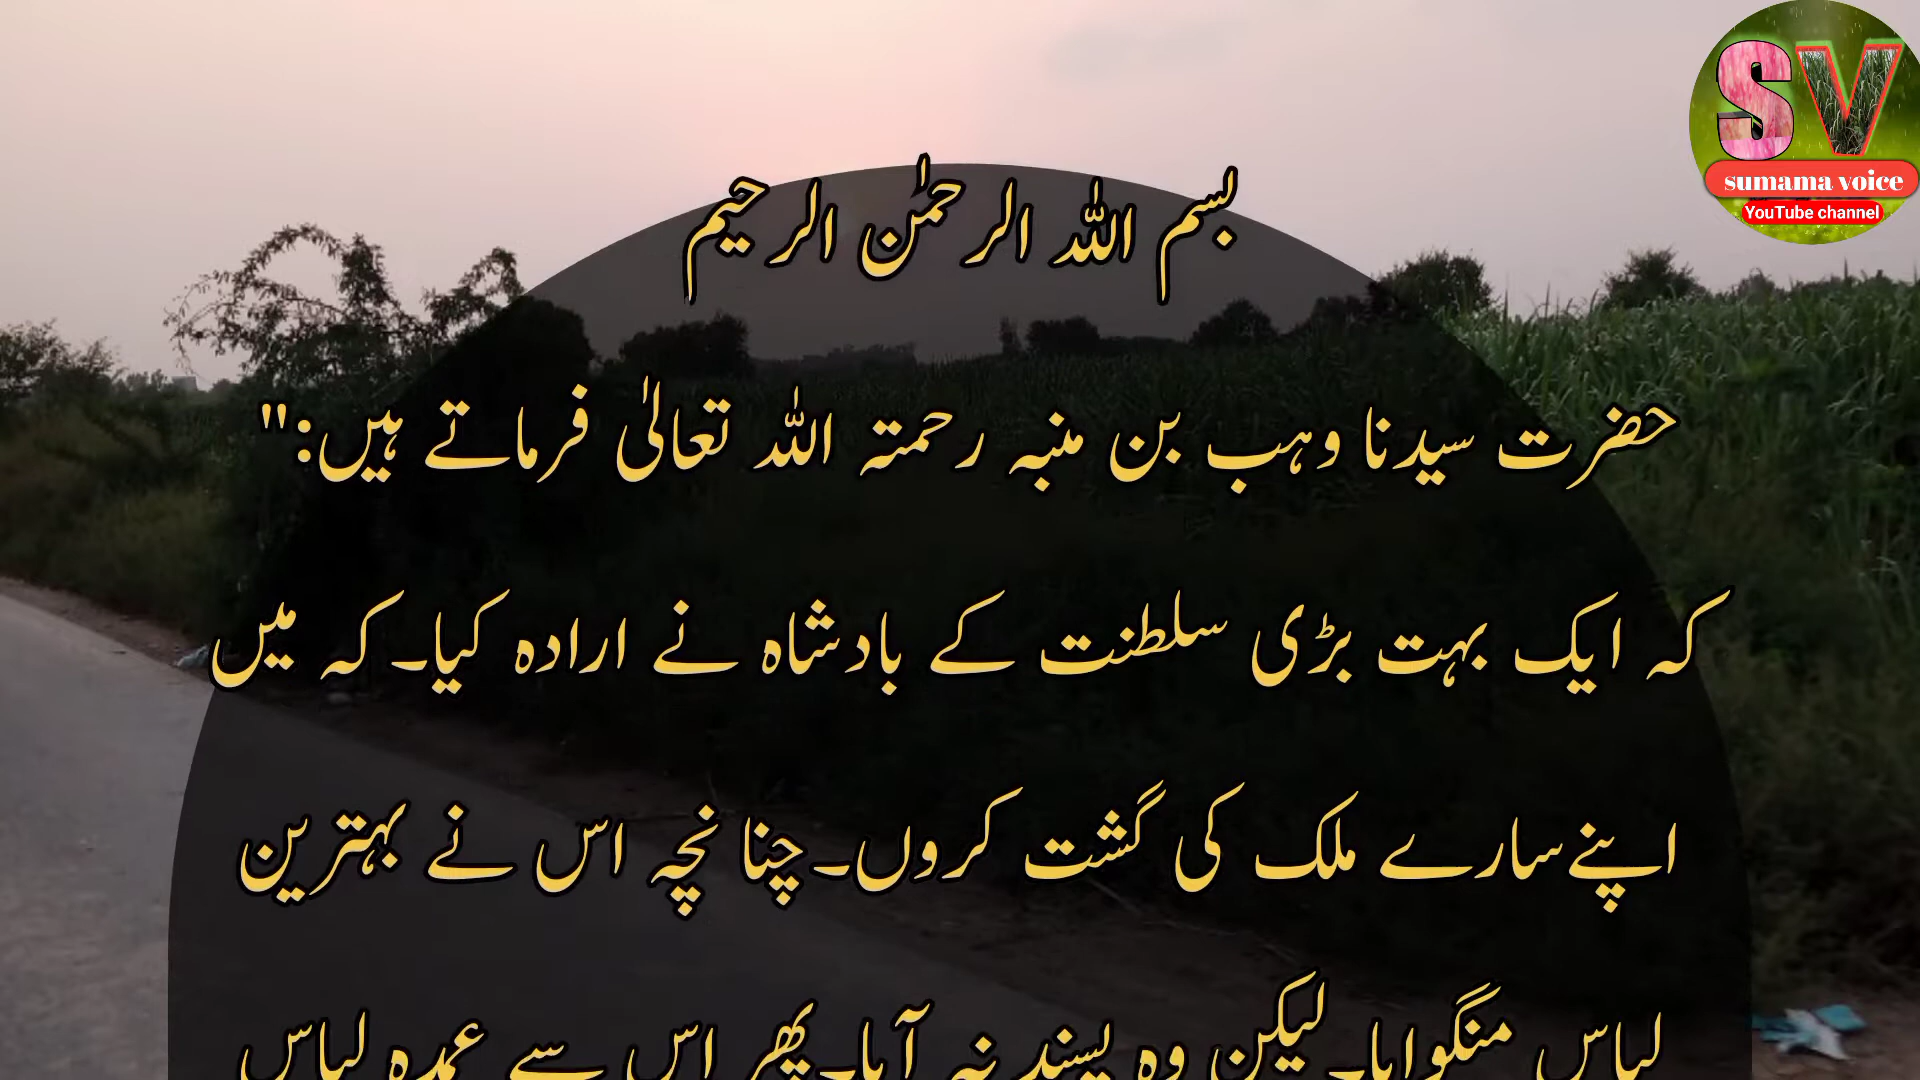 SV
sumama voice
YouTube channel
بسم اللہ الرحمٰن الرحیم
حضرت سیدنا وہب بن منبہ رحمتہ اللہ تعالیٰ فرماتے ہیں:"
کہ ایک بہت بڑی سلطنت کے بادشاہ نے ارادہ کیا۔ کہ میں
اپنے سارے ملک کی گشت کروں۔ چنانچہ اس نے بہترین
لباس منگوایا۔ لیکن وہ پسند نہ آیا۔ پھر اس سے عمدہ لباس